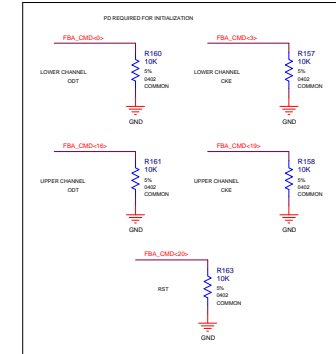 PD REQUIRED FOR INITIALIZATION
FBA_CMD<0>
R160
10K
5%
0402
COMMON
LOWER CHANNEL
ODT
GND
FBA_CMD<3>
R157
10K
5%
0402
COMMON
LOWER CHANNEL
CKE
GND
FBA_CMD<16>
R161
10K
5%
0402
COMMON
UPPER CHANNEL
ODT
GND
FBA_CMD<19>
R158
10K
5%
0402
COMMON
UPPER CHANNEL
CKE
GND
FBA_CMD<20>
R163
10K
5%
0402
COMMON
RST
GND